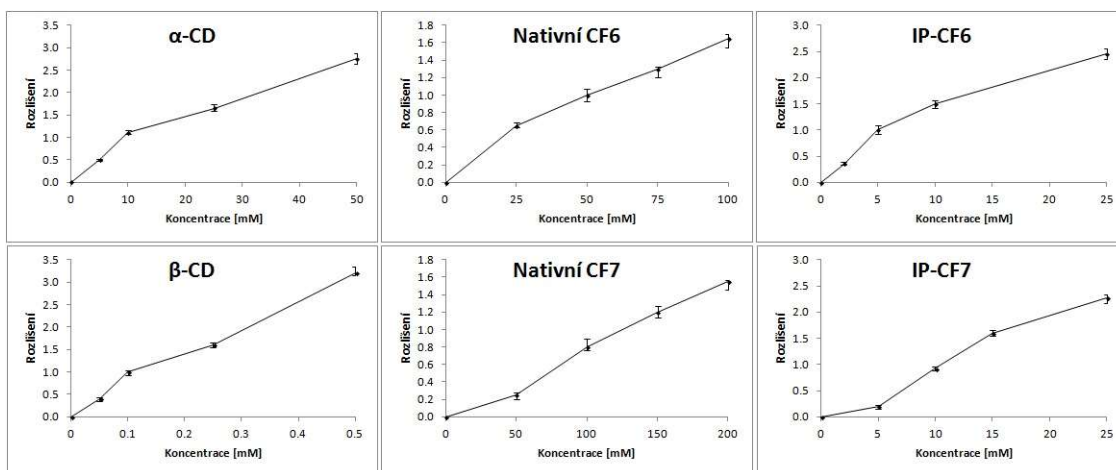 α-CD
Rozlišení
3.5
3.0
2.5
2.0
1.5
1.0
0.5
0.0
0 10 20 30 40 50
Koncentrace [mM]
Nativní CF6
Rozlišení
1.8
1.6
1.4
1.2
1.0
0.8
0.6
0.4
0.2
0.0
0 25 50 75 100
Koncentrace [mM]
IP-CF6
Rozlišení
3.0
2.5
2.0
1.5
1.0
0.5
0.0
0 5 10 15 20 25
Koncentrace [mM]
β-CD
Rozlišení
3.5
3.0
2.5
2.0
1.5
1.0
0.5
0.0
0 0.1 0.2 0.3 0.4 0.5
Koncentrace [mM]
Nativní CF7
Rozlišení
1.8
1.6
1.4
1.2
1.0
0.8
0.6
0.4
0.2
0.0
0 50 100 150 200
Koncentrace [mM]
IP-CF7
Rozlišení
3.0
2.5
2.0
1.5
1.0
0.5
0.0
0 5 10 15 20 25
Koncentrace [mM]